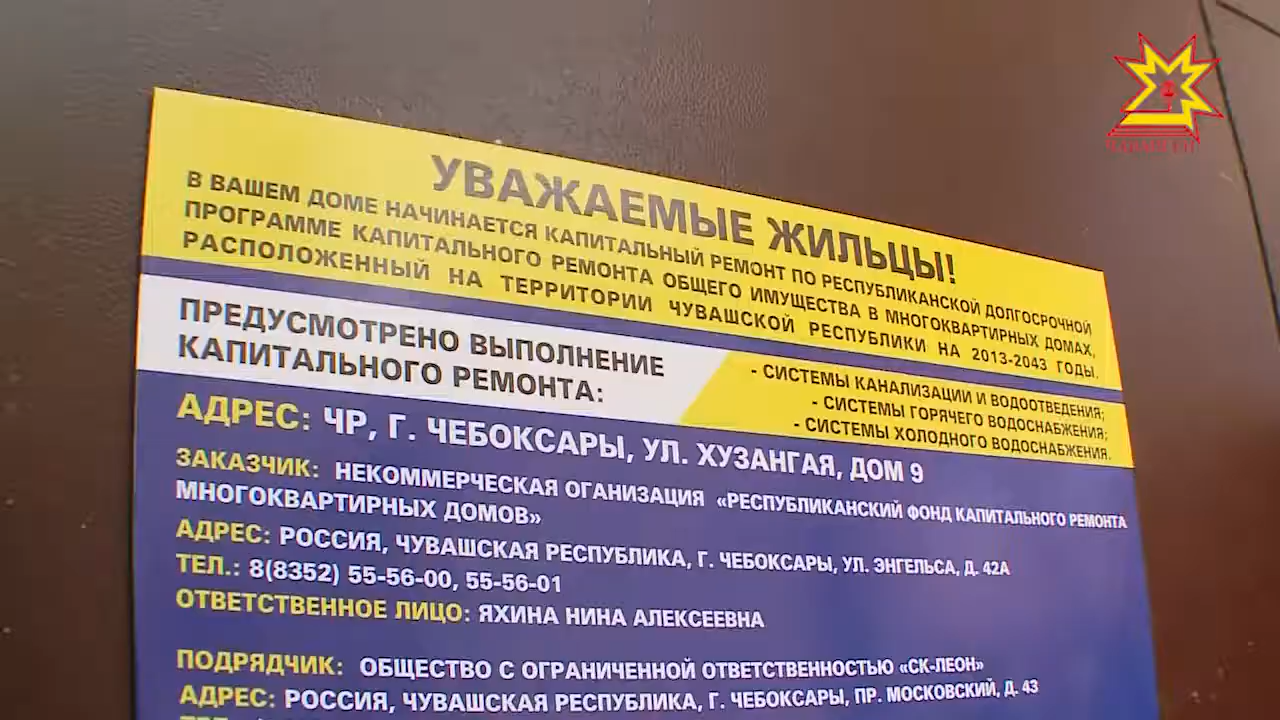 УВАЖАЕМЫЕ ЖИЛЬЦЫ!
В ВАШЕМ ДОМЕ НАЧИНАЕТСЯ КАПИТАЛЬНЫЙ РЕМОНТ ПО РЕСПУБЛИКАНСКОЙ ДОЛГОСРОЧНОЙ
ПРОГРАММЕ КАПИТАЛЬНОГО РЕМОНТА ОБЩЕГО ИМУЩЕСТВА В МНОГОКВАРТИРНЫХ ДОМАХ,
РАСПОЛОЖЕННЫЙ НА ТЕРРИТОРИИ ЧУВАШСКОЙ РЕСПУБЛИКИ НА 2013-2043 ГОДЫ.
ПРЕДУСМОТРЕНО ВЫПОЛНЕНИЕ
КАПИТАЛЬНОГО РЕМОНТА:
- СИСТЕМЫ КАНАЛИЗАЦИИ И ВОДООТВЕДЕНИЯ;
- СИСТЕМЫ ГОРЯЧЕГО ВОДОСНАБЖЕНИЯ;
- СИСТЕМЫ ХОЛОДНОГО ВОДОСНАБЖЕНИЯ.
АДРЕС: ЧР, Г. ЧЕБОКСАРЫ, УЛ. ХУЗАНГАЯ, ДОМ 9
ЗАКАЗЧИК: НЕКОММЕРЧЕСКАЯ ОГАНИЗАЦИЯ «РЕСПУБЛИКАНСКИЙ ФОНД КАПИТАЛЬНОГО РЕМОНТА
МНОГОКВАРТИРНЫХ ДОМОВ»
АДРЕС: РОССИЯ, ЧУВАШСКАЯ РЕСПУБЛИКА, Г. ЧЕБОКСАРЫ, УЛ. ЭНГЕЛЬСА, Д. 42А
ТЕЛ.: 8(8352) 55-56-00, 55-56-01
ОТВЕТСТВЕННОЕ ЛИЦО: ЯХИНА НИНА АЛЕКСЕЕВНА
ПОДРЯДЧИК: ОБЩЕСТВО С ОГРАНИЧЕННОЙ ОТВЕТСТВЕННОСТЬЮ «СК-ЛЕОН»
АДРЕС: РОССИЯ, ЧУВАШСКАЯ РЕСПУБЛИКА, Г. ЧЕБОКСАРЫ, ПР. МОСКОВСКИЙ, Д. 43